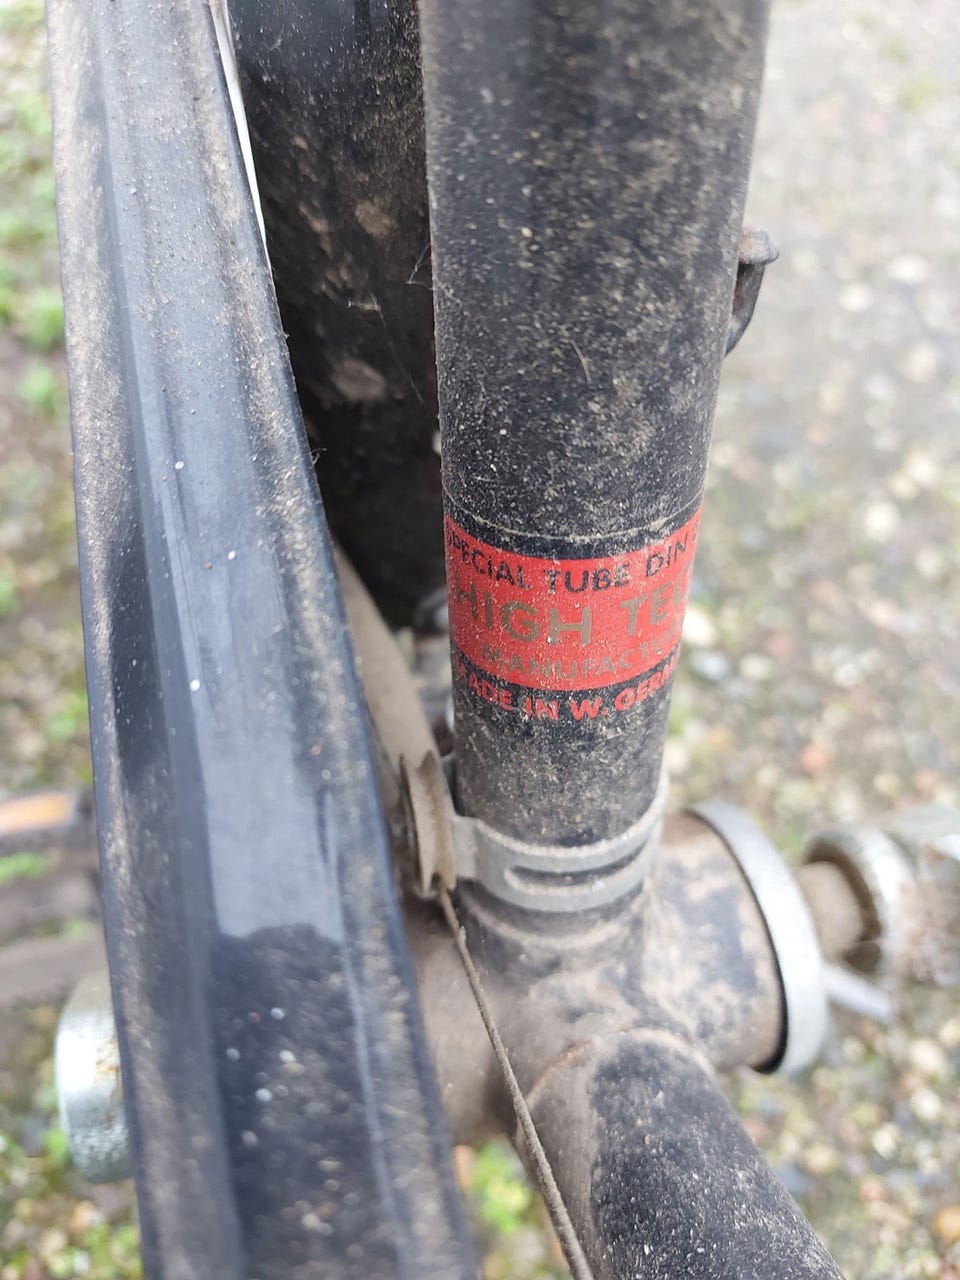 SPECIAL TUBE DIN
HIGH TEC
MANUFACT
MADE IN W. GER